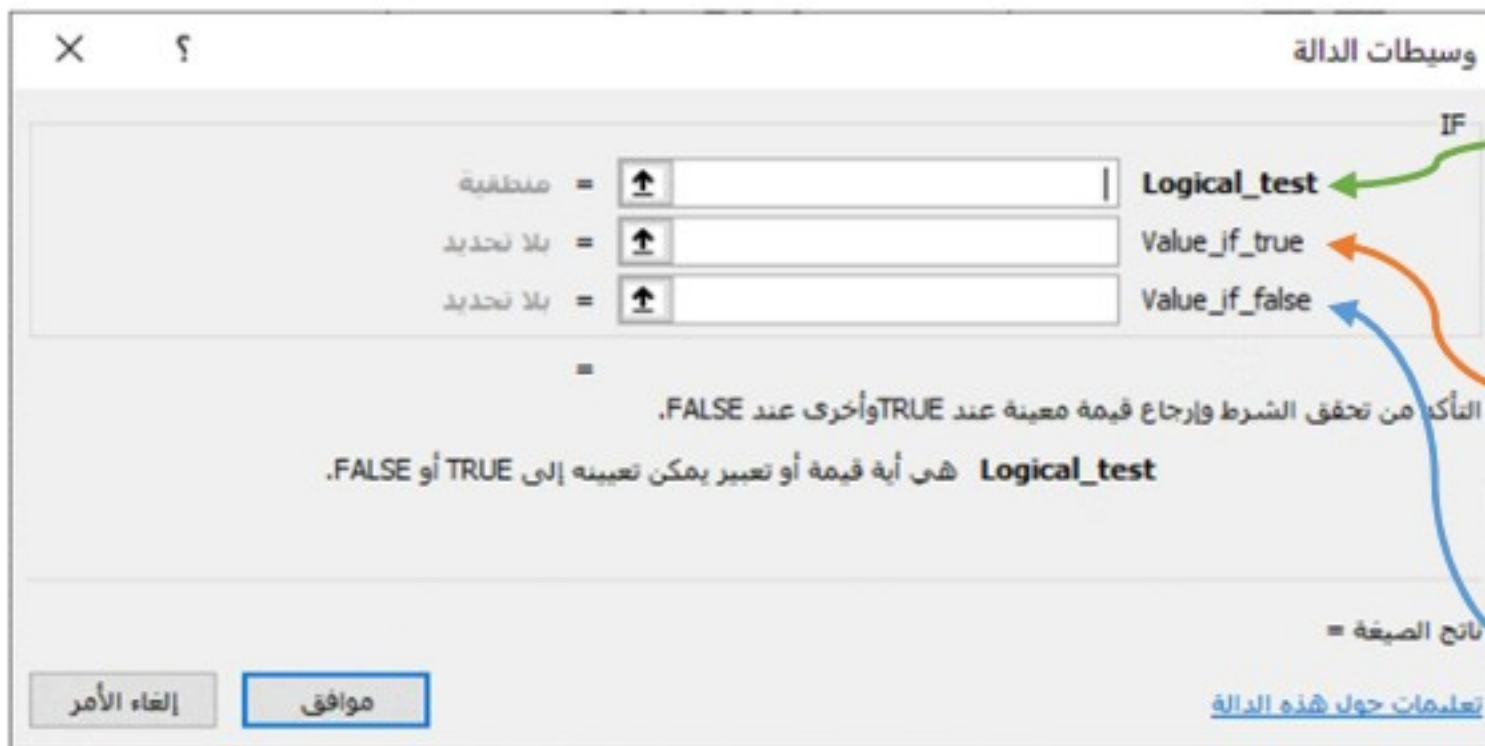 وسيطات الدالة ؟ ×
IF
Logical_test = منطقية
Value_if_true = بلا تحديد
Value_if_false = بلا تحديد
=
التأكد من تحقق الشرط وإرجاع قيمة معينة عند TRUEوأخرى عند FALSE.
Logical_test هي أية قيمة أو تعبير يمكن تعيينه إلى TRUE أو FALSE.
ناتج الصيغة =
تعليمات حول هذه الدالة
موافق
إلغاء الأمر